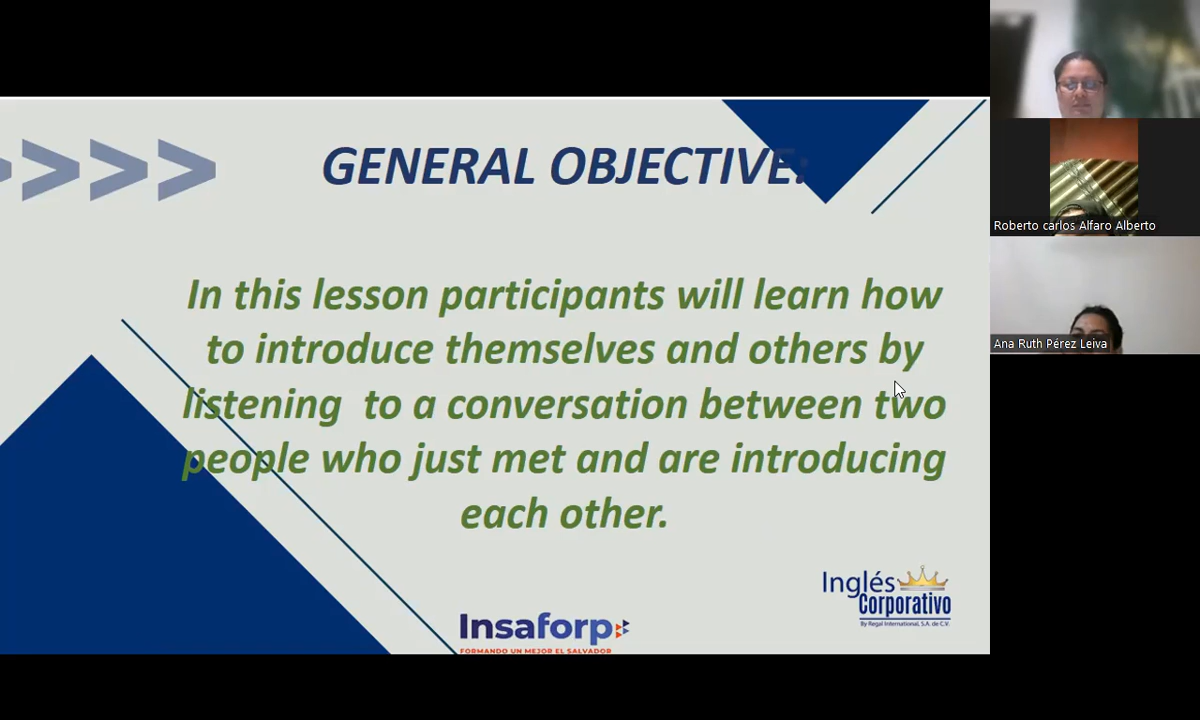 GENERAL OBJECTIVE:
In this lesson participants will learn how
to introduce themselves and others by
listening to a conversation between two
people who just met and are introducing
each other.
Inglés
Corporativo
By Regal International, S.A. de C.V.
Insaforp
FORMANDO UN MEJOR EL SALVADOR
Roberto carlos Alfaro Alberto
Ana Ruth Pérez Leiva